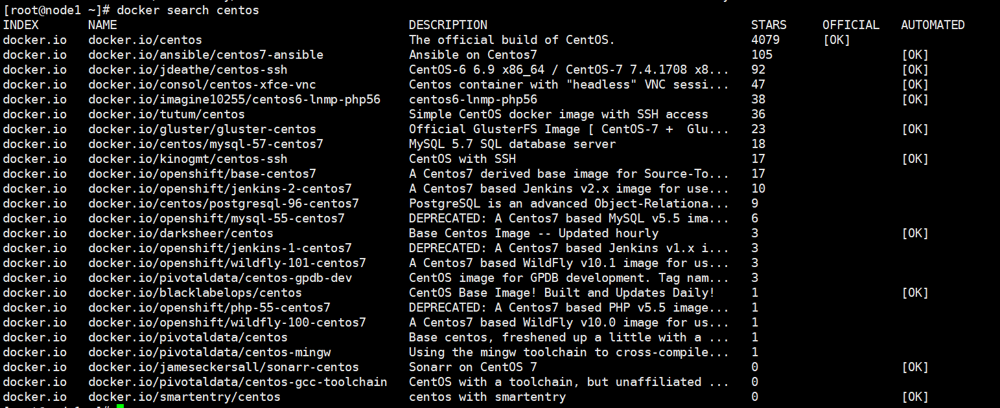 [root@node1 ~]# docker search centos
INDEX NAME DESCRIPTION STARS OFFICIAL AUTOMATED
docker.io docker.io/centos The official build of CentOS. 4079 [OK]
docker.io docker.io/ansible/centos7-ansible Ansible on Centos7 105 [OK]
docker.io docker.io/jdeathe/centos-ssh CentOS-6 6.9 x86_64 / CentOS-7 7.4.1708 x8... 92 [OK]
docker.io docker.io/consol/centos-xfce-vnc Centos container with "headless" VNC sessi... 47 [OK]
docker.io docker.io/imagine10255/centos6-lnmp-php56 centos6-lnmp-php56 38 [OK]
docker.io docker.io/tutum/centos Simple CentOS docker image with SSH access 36
docker.io docker.io/gluster/gluster-centos Official GlusterFS Image [ CentOS-7 +  Glu... 23 [OK]
docker.io docker.io/centos/mysql-57-centos7 MySQL 5.7 SQL database server 18
docker.io docker.io/kinogmt/centos-ssh CentOS with SSH 17 [OK]
docker.io docker.io/openshift/base-centos7 A Centos7 derived base image for Source-To... 17
docker.io docker.io/openshift/jenkins-2-centos7 A Centos7 based Jenkins v2.x image for use... 10
docker.io docker.io/centos/postgresql-96-centos7 PostgreSQL is an advanced Object-Relationa... 9
docker.io docker.io/openshift/mysql-55-centos7 DEPRECATED: A Centos7 based MySQL v5.5 ima... 6
docker.io docker.io/darksheer/centos Base Centos Image -- Updated hourly 3 [OK]
docker.io docker.io/openshift/jenkins-1-centos7 DEPRECATED: A Centos7 based Jenkins v1.x i... 3
docker.io docker.io/openshift/wildfly-101-centos7 A Centos7 based WildFly v10.1 image for us... 3
docker.io docker.io/pivotaldata/centos-gpdb-dev CentOS image for GPDB development. Tag nam... 3
docker.io docker.io/blacklabelops/centos CentOS Base Image! Built and Updates Daily! 1 [OK]
docker.io docker.io/openshift/php-55-centos7 DEPRECATED: A Centos7 based PHP v5.5 image... 1
docker.io docker.io/openshift/wildfly-100-centos7 A Centos7 based WildFly v10.0 image for us... 1
docker.io docker.io/pivotaldata/centos Base centos, freshened up a little with a ... 1
docker.io docker.io/pivotaldata/centos-mingw Using the mingw toolchain to cross-compile... 1
docker.io docker.io/jameseckersall/sonarr-centos Sonarr on CentOS 7 0 [OK]
docker.io docker.io/pivotaldata/centos-gcc-toolchain CentOS with a toolchain, but unaffiliated ... 0
docker.io docker.io/smartentry/centos centos with smartentry 0 [OK]